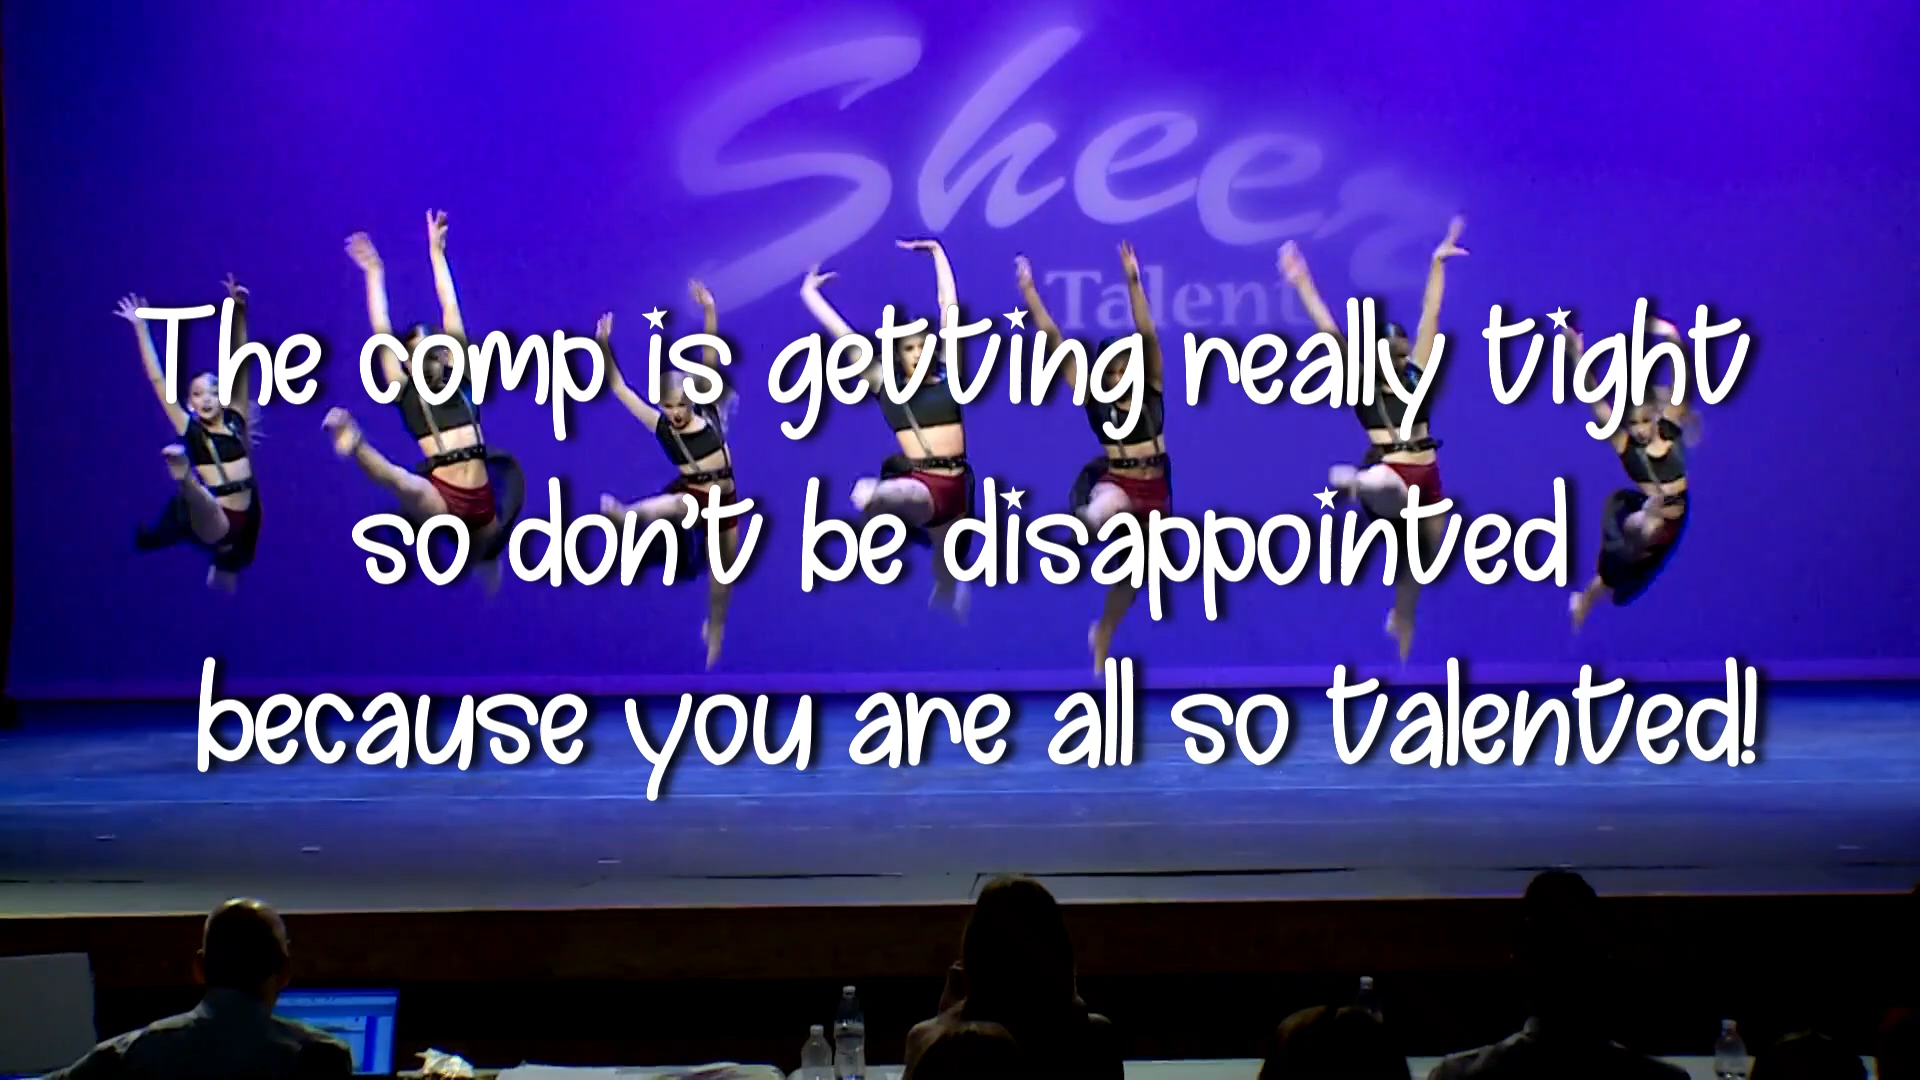 Sheer
Talent
The comp is getting really tight
so don't be disappointed
because you are all so talented!